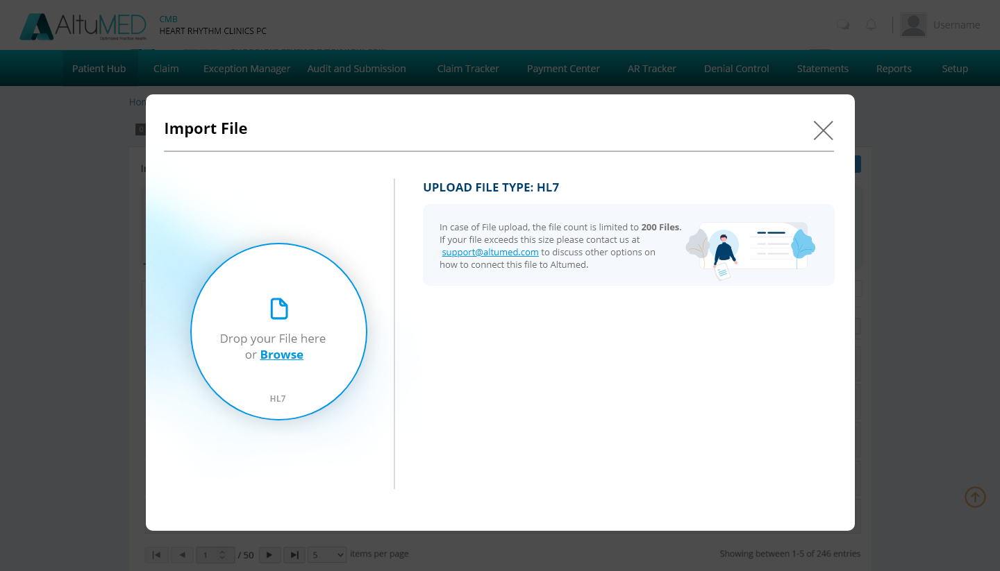 AltuMED
Optimized Practice Health
CMB
HEART RHYTHM CLINICS PC
Username
Patient Hub
Claim
Exception Manager
Audit and Submission
Claim Tracker
Payment Center
AR Tracker
Denial Control
Statements
Reports
Setup
Import File
UPLOAD FILE TYPE: HL7
In case of File upload, the file count is limited to 200 Files.
If your file exceeds this size please contact us at
support@altumed.com to discuss other options on
how to connect this file to Altumed.
Drop your File here
or Browse
HL7
1 / 50
5
items per page
Showing between 1-5 of 246 entries